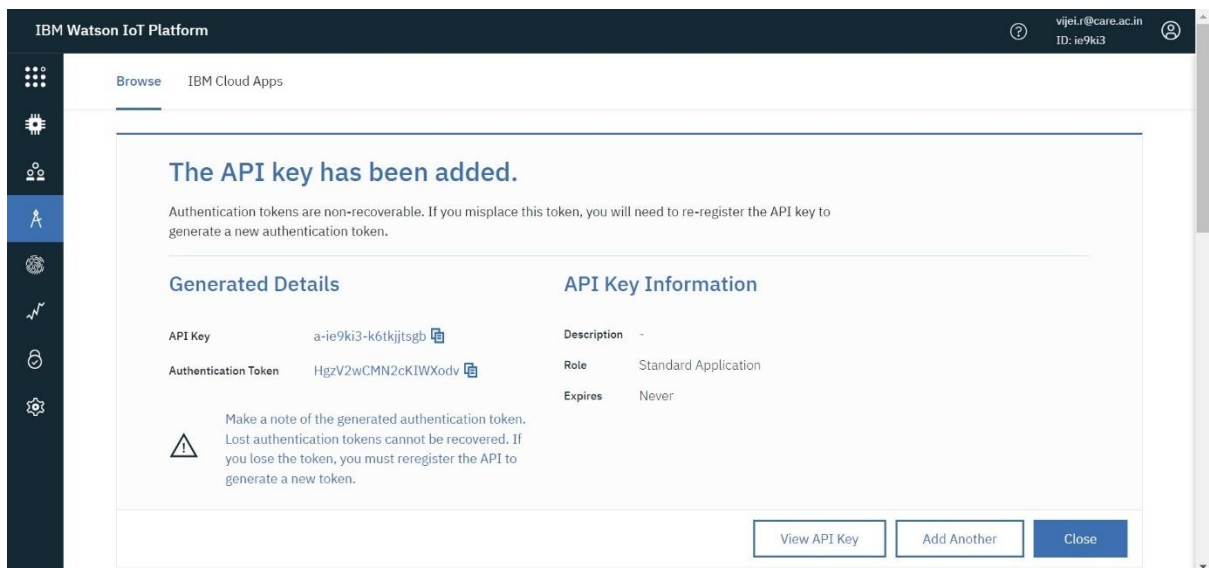 IBM Watson IoT Platform
vijei.r@care.ac.in
ID: ie9ki3
Browse IBM Cloud Apps
The API key has been added.
Authentication tokens are non-recoverable. If you misplace this token, you will need to re-register the API key to
generate a new authentication token.
Generated Details
API Key a-ie9ki3-k6tkjjtsgb
Authentication Token HgzV2wCMN2cKIWXodv
Make a note of the generated authentication token.
Lost authentication tokens cannot be recovered. If
you lose the token, you must reregister the API to
generate a new token.
API Key Information
Description -
Role Standard Application
Expires Never
View API Key Add Another Close